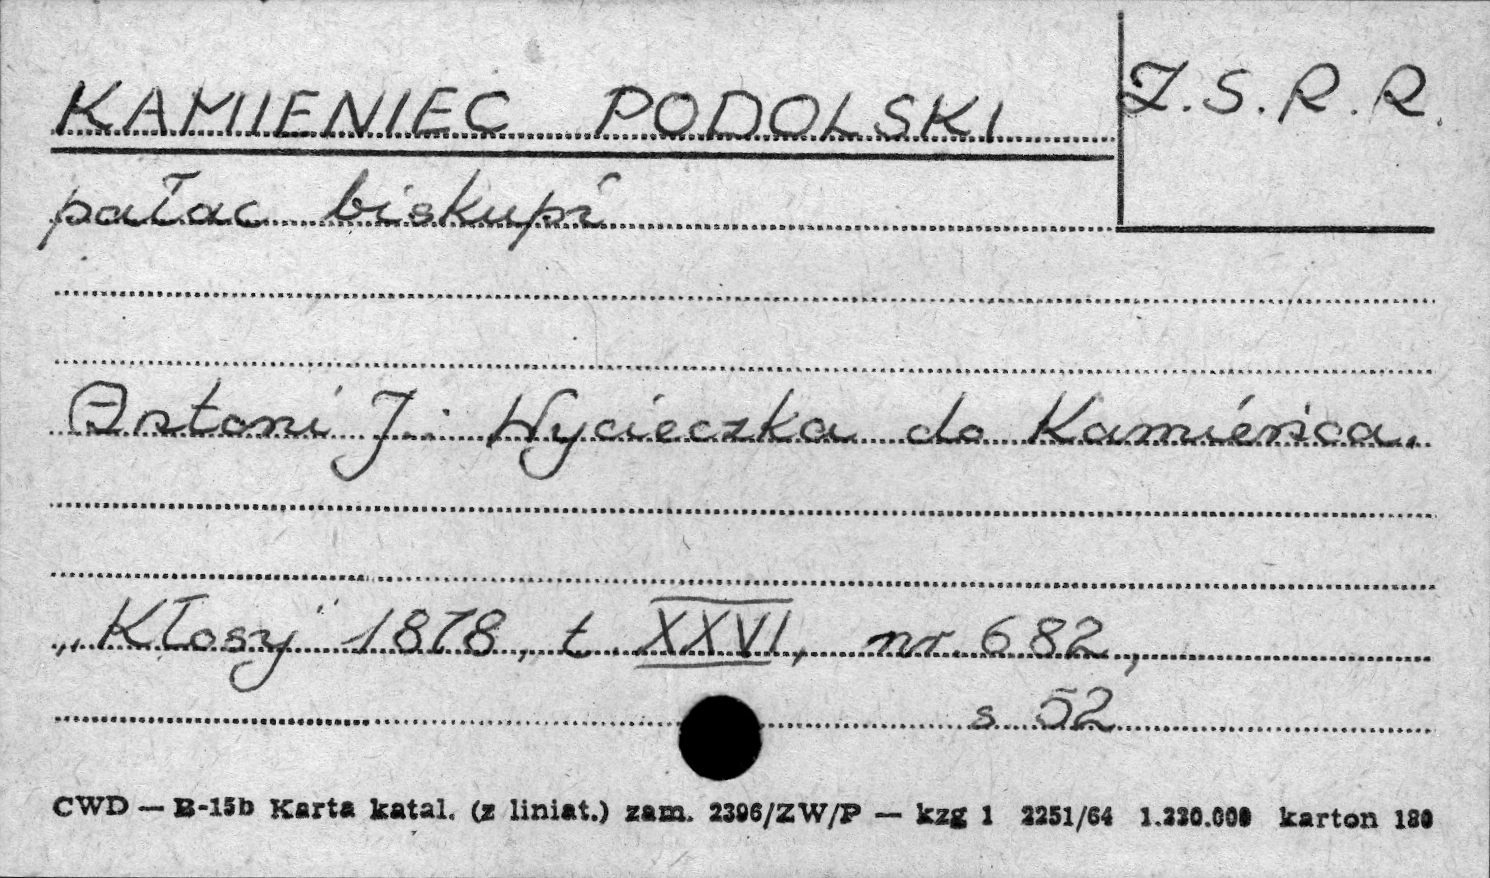 KAMIENIEC PODOLSKI
Z.S.R.R.
pałac biskupi
Antoni J.: Wycieczka do Kamieńca.
„Kłosy" 1878, t. XXVI, nr. 682,
s 52
CWD — B-15b Karta katal. (z liniat.) zam. 2396/ZW/P — kzg 1 2251/64 1.220.000 karton 180